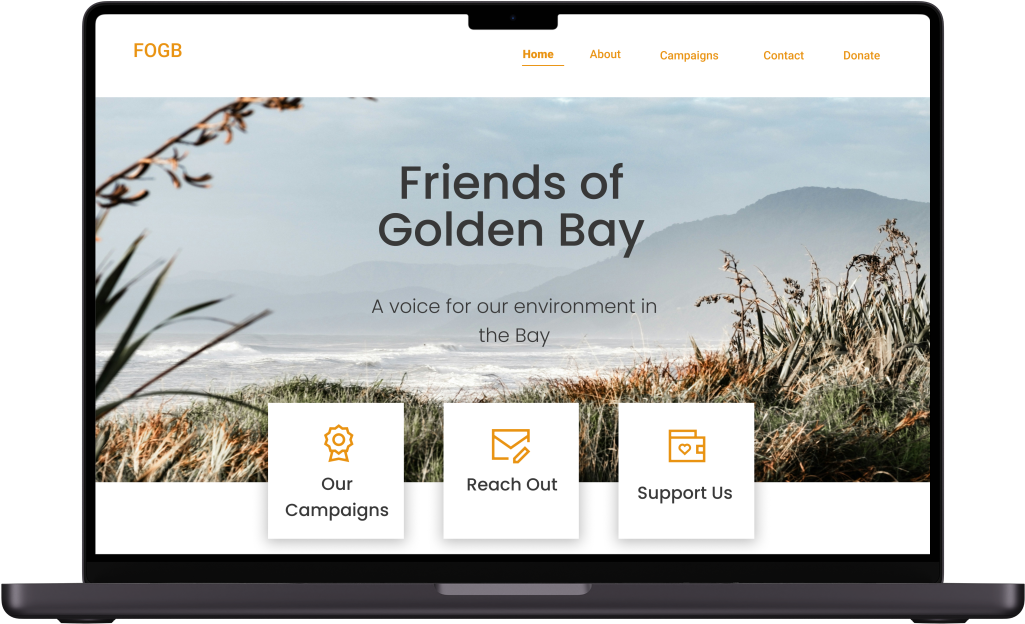 FOGB
Home
About
Campaigns
Contact
Donate
Friends of
Golden Bay
A voice for our environment in
the Bay
Our
Campaigns
Reach Out
Support Us